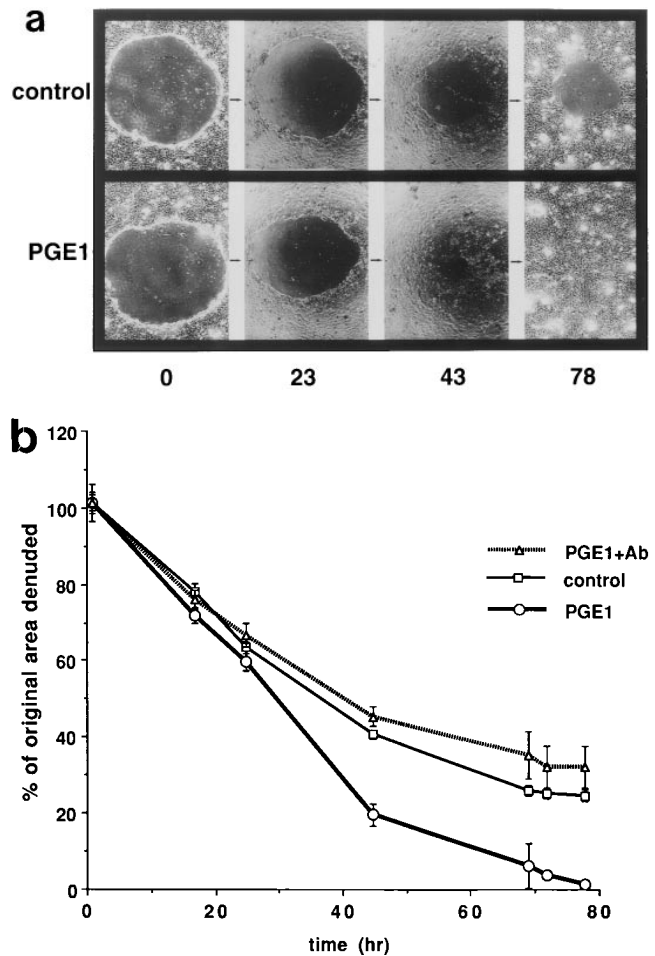 a
control
PGE1
0 23 43 78
b
120
100
80
60
40
20
0
% of original area denuded
PGE1+Ab
control
PGE1
0 20 40 60 80
time (hr)